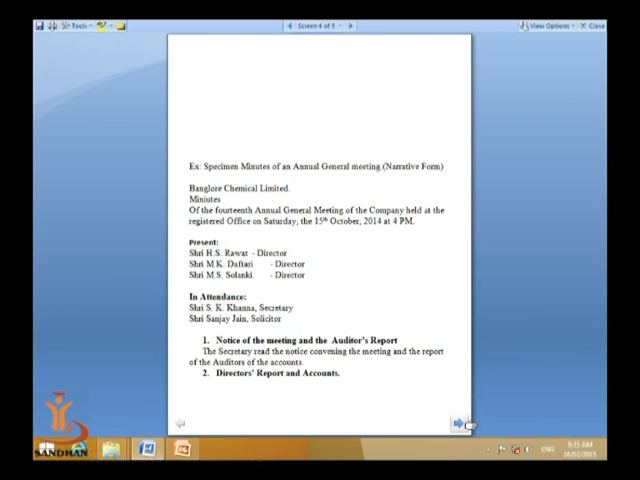 Tools
Screen 4 of 5
View Options
Close
Ex: Specimen Minutes of an Annual General meeting.(Narrative Form)
Banglore Chemical Limited.
Miniutes
Of the fourteenth Annual General Meeting of the Company held at the
registered Office on Saturday, the 15th October, 2014 at 4 PM.
Present:
Shri H.S. Rawat - Director
Shri M.K. Daftari - Director
Shri M.S. Solanki. - Director
In Attendance:
Shri S. K. Khanna, Secretary
Shri Sanjay Jain, Solicitor
1. Notice of the meeting and the Auditor's Report
The Secretary read the notice convening the meeting and the report
of the Auditors of the accounts.
2. Directors' Report and Accounts.
SANDHAN
ENG
9:35 AM
16/02/2015